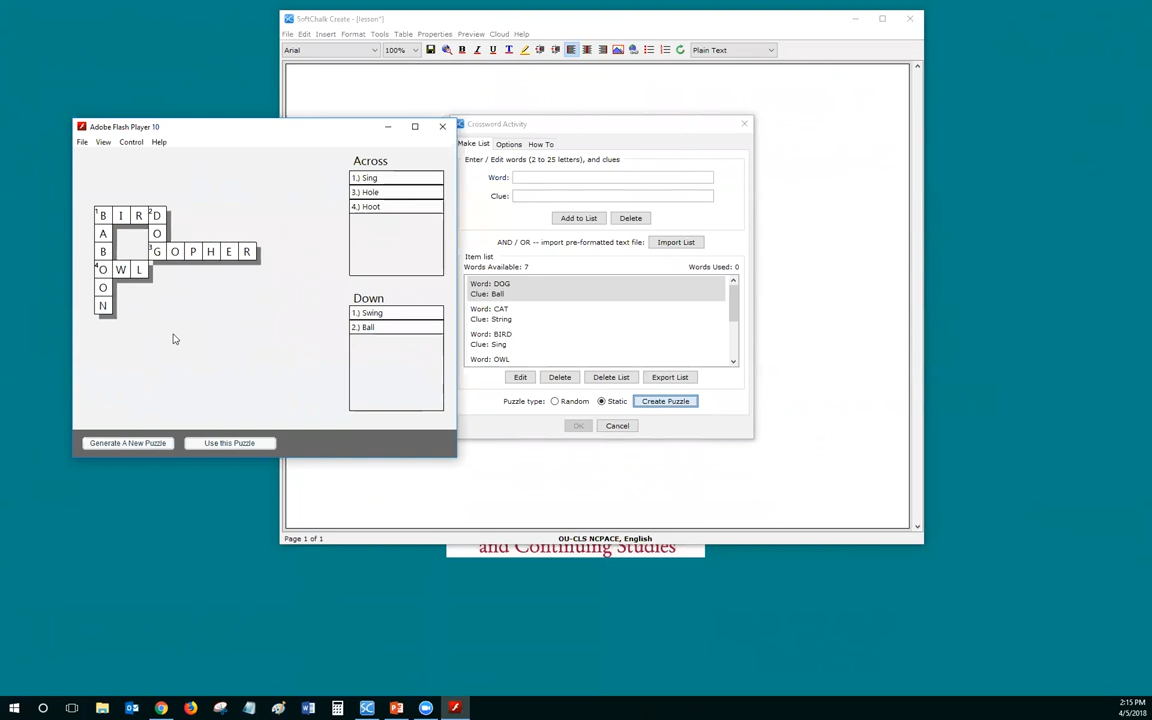 SoftChalk Create - [lesson*]
File Edit Insert Format Tools Table Properties Preview Cloud Help
Arial 100% B I U T Plain Text
Adobe Flash Player 10
File View Control Help
Across
1.) Sing
3.) Hole
4.) Hoot
1 B I R 2 D
A O
B 3 G O P H E R
4 O W L
O
N
Down
1.) Swing
2.) Ball
Generate A New Puzzle Use this Puzzle
Crossword Activity
Make List Options How To
Enter / Edit words (2 to 25 letters), and clues
Word:
Clue:
Add to List Delete
AND / OR -- import pre-formatted text file: Import List
Item list
Words Available: 7 Words Used: 0
Word: DOG
Clue: Ball
Word: CAT
Clue: String
Word: BIRD
Clue: Sing
Word: OWL
Edit Delete Delete List Export List
Puzzle type: Random Static Create Puzzle
OK Cancel
Page 1 of 1 OU-CLS NCPACE, English
and Continuing Studies
2:15 PM
4/5/2018